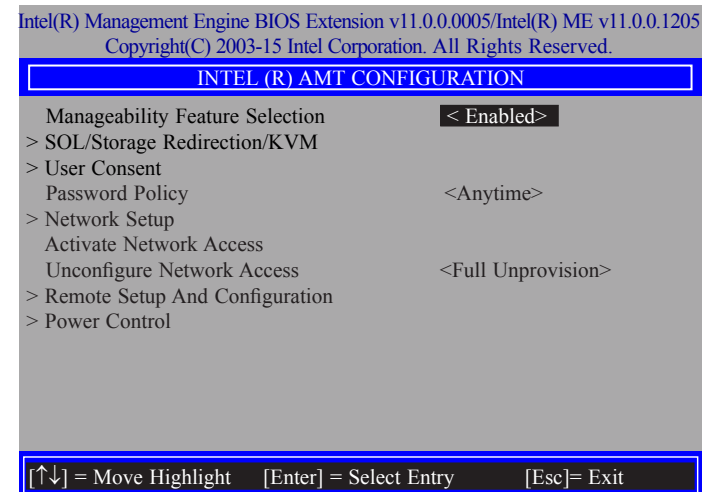 Intel(R) Management Engine BIOS Extension v11.0.0.0005/Intel(R) ME v11.0.0.1205
Copyright(C) 2003-15 Intel Corporation. All Rights Reserved.
INTEL (R) AMT CONFIGURATION
Manageability Feature Selection < Enabled>
> SOL/Storage Redirection/KVM
> User Consent
Password Policy <Anytime>
> Network Setup
Activate Network Access
Unconfigure Network Access <Full Unprovision>
> Remote Setup And Configuration
> Power Control
[↑↓] = Move Highlight [Enter] = Select Entry [Esc]= Exit